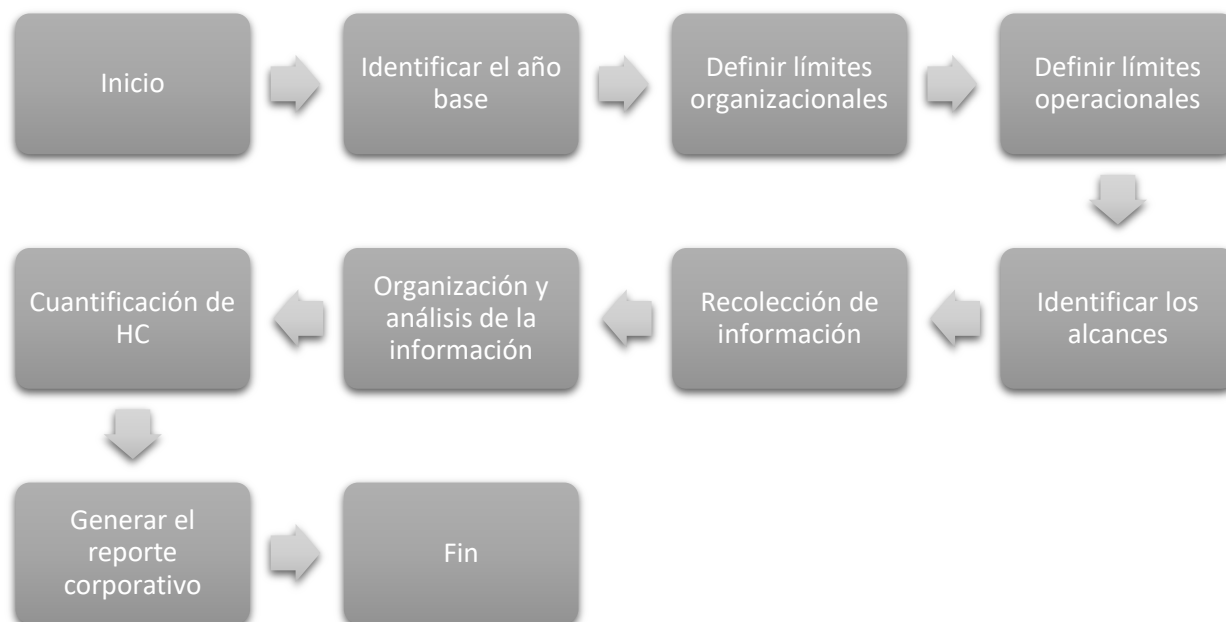 Inicio
Identificar el año
base
Definir límites
organizacionales
Definir límites
operacionales
Identificar los
alcances
Recolección de
información
Organización y
análisis de la
información
Cuantificación de
HC
Generar el
reporte
corporativo
Fin